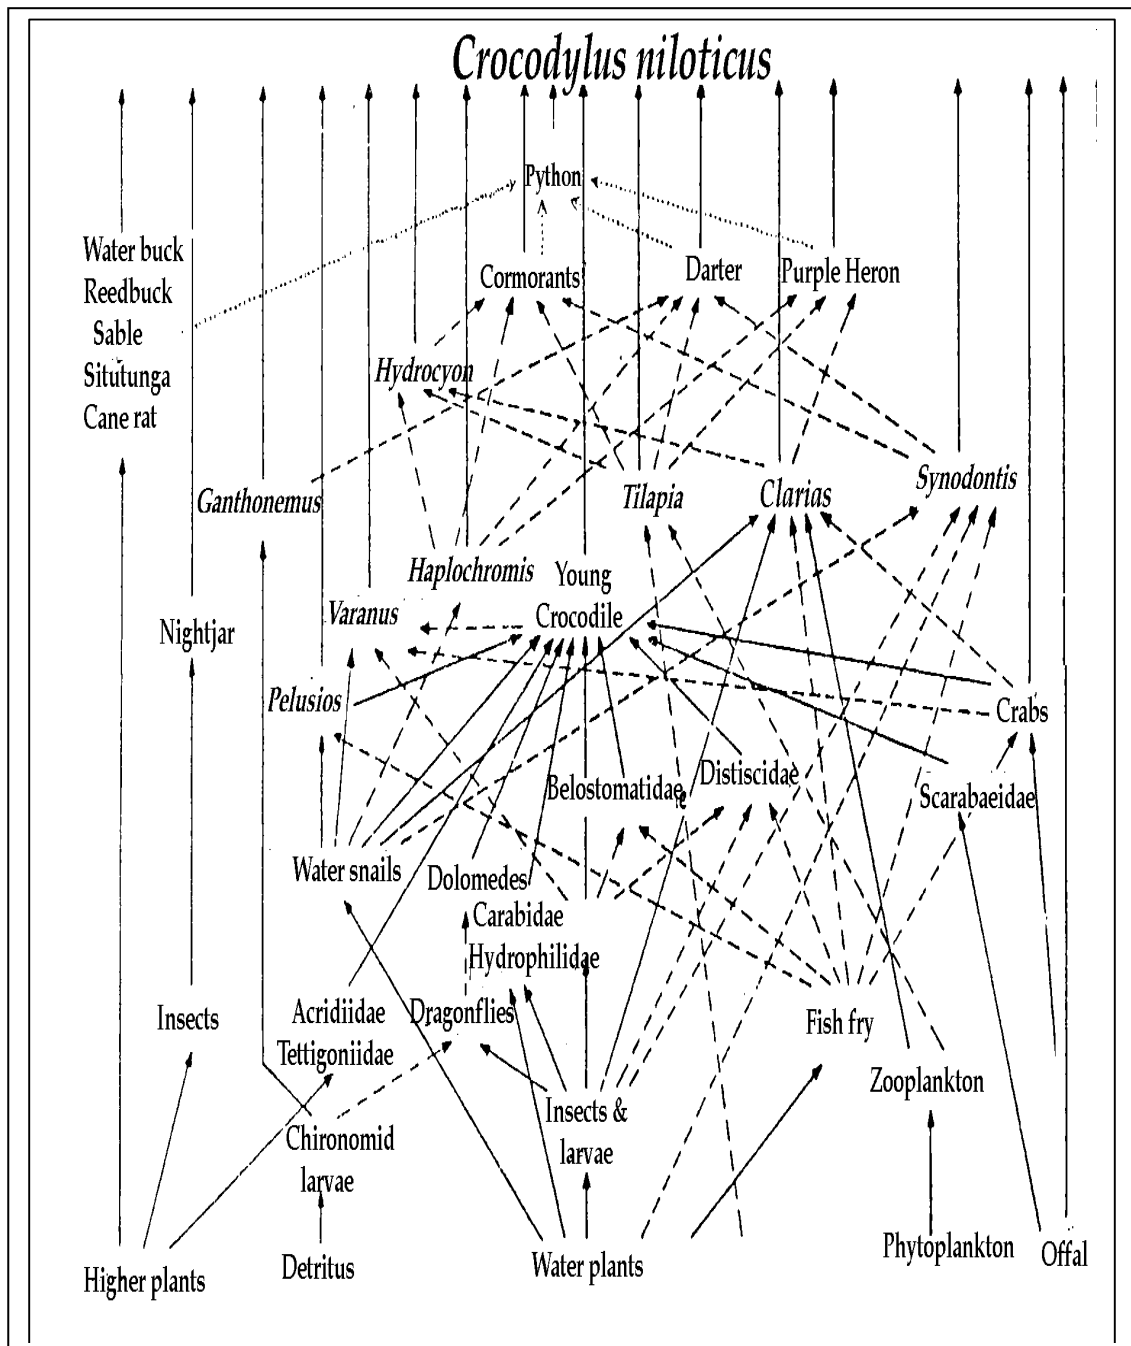 Crocodylus niloticus
Python
Water buck
Reedbuck
Sable
Situtunga
Cane rat
Cormorants
Darter
Purple Heron
Hydrocyon
Ganthonemus
Tilapia
Clarias
Synodontis
Haplochromis
Young
Crocodile
Varanus
Nightjar
Pelusios
Crabs
Belostomatidae
Distiscidae
Scarabaeidae
Water snails
Dolomedes
Carabidae
Hydrophilidae
Insects
Acridiidae
Tettigoniidae
Dragonflies
Fish fry
Zooplankton
Chironomid
larvae
Insects &
larvae
Higher plants
Detritus
Water plants
Phytoplankton
Offal